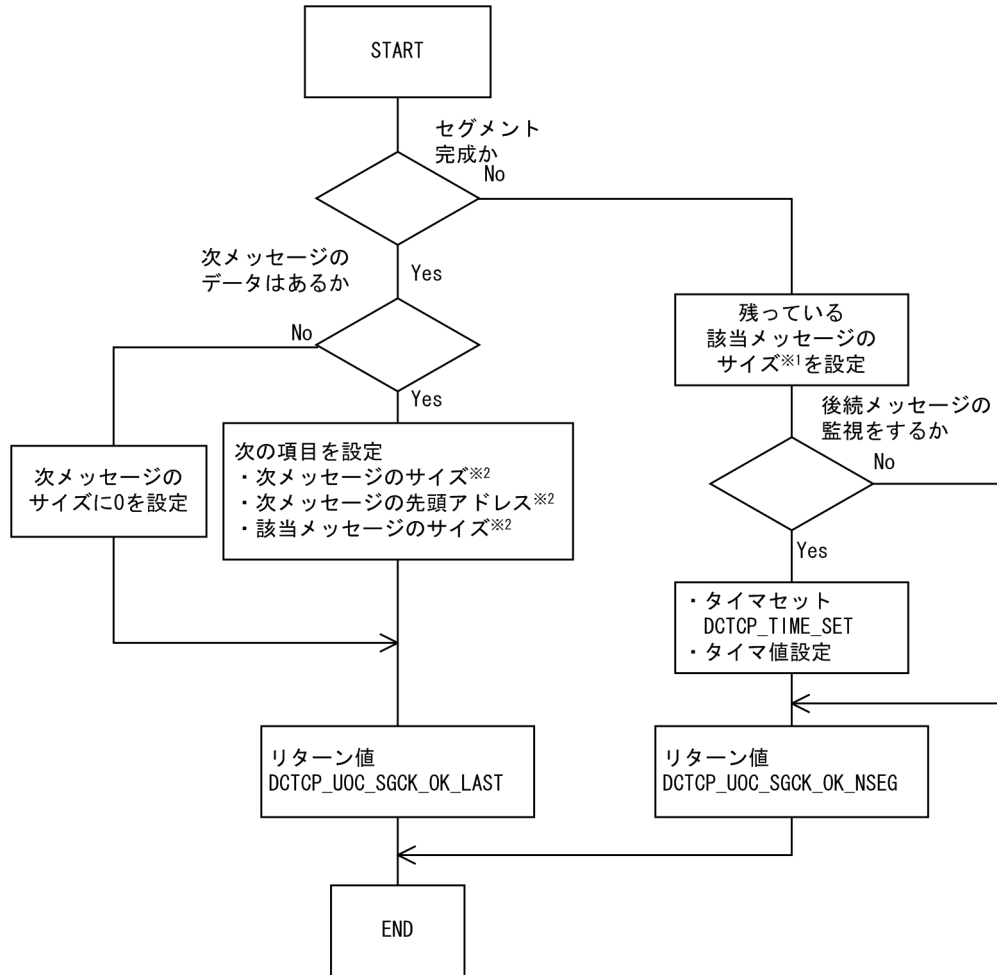 START
セグメント
完成か
No
次メッセージの
データはあるか
Yes
No
Yes
次メッセージの
サイズに0を設定
次の項目を設定
・次メッセージのサイズ※2
・次メッセージの先頭アドレス※2
・該当メッセージのサイズ※2
残っている
該当メッセージの
サイズ※1を設定
後続メッセージの
監視をするか
No
Yes
・タイマセット
DCTCP_TIME_SET
・タイマ値設定
リターン値
DCTCP_UOC_SGCK_OK_LAST
リターン値
DCTCP_UOC_SGCK_OK_NSEG
END